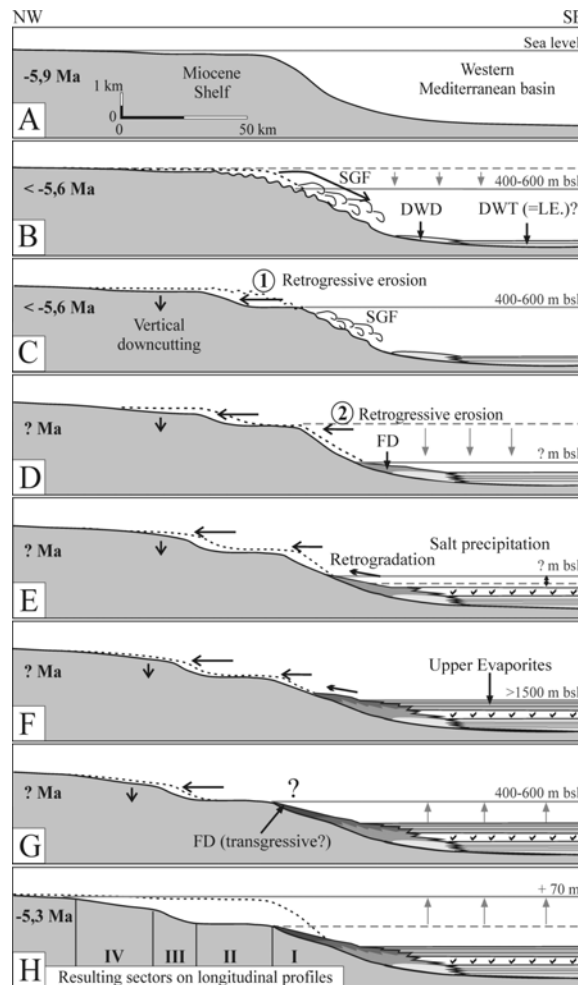 NW
SE
Sea level
-5,9 Ma
1 km
0
0
50 km
Miocene
Shelf
Western
Mediterranean basin
A
SGF
400-600 m bsl
< -5,6 Ma
DWD
DWT (=LE.)?
B
1 Retrogressive erosion
400-600 m bsl
< -5,6 Ma
Vertical
downcutting
SGF
C
2 Retrogressive erosion
? Ma
FD
? m bsl
D
Salt precipitation
? Ma
Retrogradation
? m bsl
E
Upper Evaporites
? Ma
>1500 m bsl
F
? Ma
?
400-600 m bsl
FD (transgressive?)
G
+ 70 m
-5,3 Ma
IV
III
II
I
H
Resulting sectors on longitudinal profiles